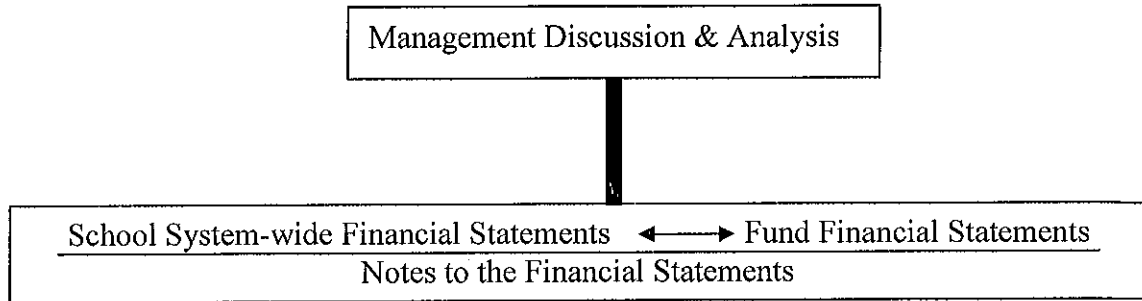 Management Discussion & Analysis
School System-wide Financial Statements ↔ Fund Financial Statements
Notes to the Financial Statements